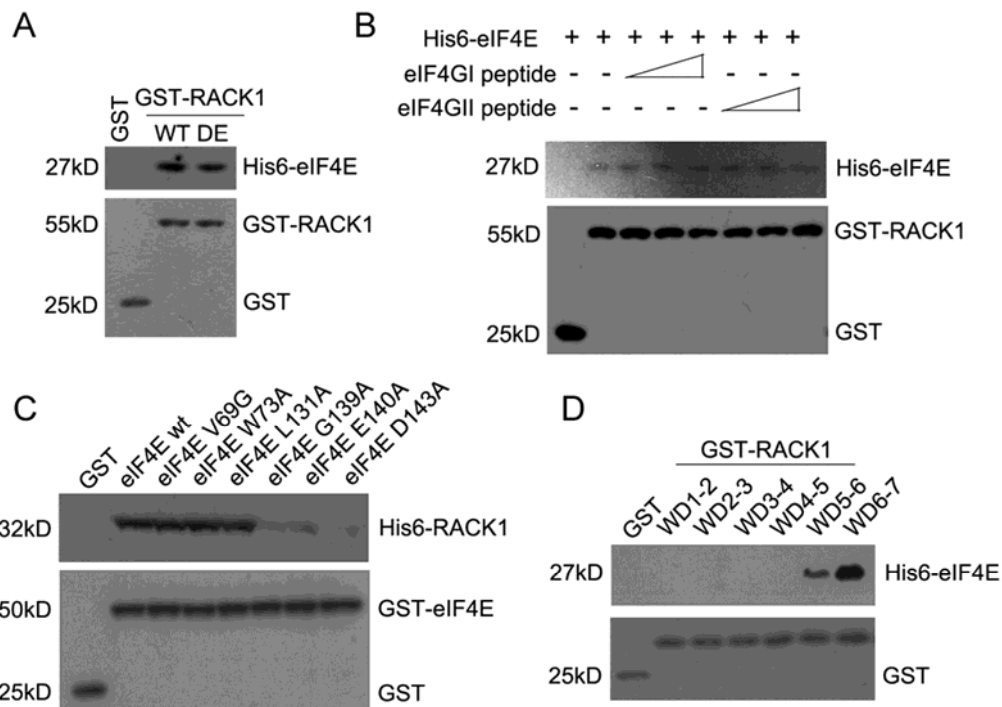 A
GST
GST-RACK1
WT DE
27kD
His6-eIF4E
55kD
GST-RACK1
25kD
GST
B
His6-eIF4E + + + + + + + +
eIF4GI peptide - - - - -
eIF4GII peptide - - - - -
27kD
His6-eIF4E
55kD
GST-RACK1
25kD
GST
C
GST
eIF4E wt
eIF4E V69G
eIF4E W73A
eIF4E L131A
eIF4E G139A
eIF4E E140A
eIF4E D143A
32kD
His6-RACK1
50kD
GST-eIF4E
25kD
GST
D
GST-RACK1
GST
WD1-2
WD2-3
WD3-4
WD4-5
WD5-6
WD6-7
27kD
His6-eIF4E
25kD
GST